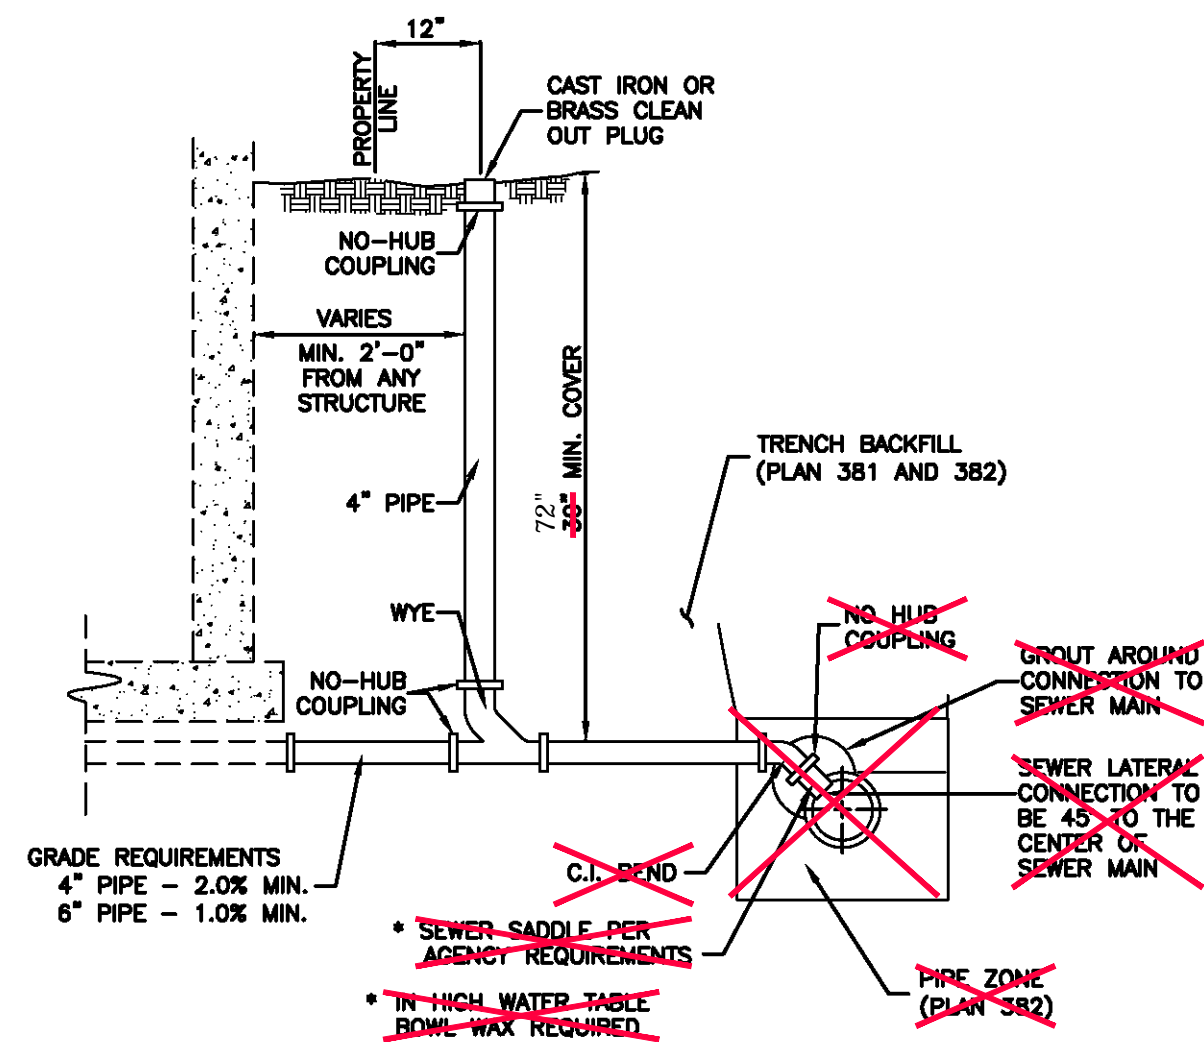 12"
PROPERTY
LINE
CAST IRON OR
BRASS CLEAN
OUT PLUG
NO-HUB
COUPLING
VARIES
MIN. 2'-0"
FROM ANY
STRUCTURE
72"
MIN. COVER
TRENCH BACKFILL
(PLAN 381 AND 382)
4" PIPE
WYE
NO-HUB
COUPLING
NO HUB
COUPLING
GROUT AROUND
CONNECTION TO
SEWER MAIN
SEWER LATERAL
CONNECTION TO
BE 45 TO THE
CENTER OF
SEWER MAIN
GRADE REQUIREMENTS
4" PIPE - 2.0% MIN.
6" PIPE - 1.0% MIN.
C.I. BEND
* SEWER SADDLE PER
AGENCY REQUIREMENTS
* IN HIGH WATER TABLE
BOWL WAX REQUIRED
PIPE ZONE
(PLAN 382)